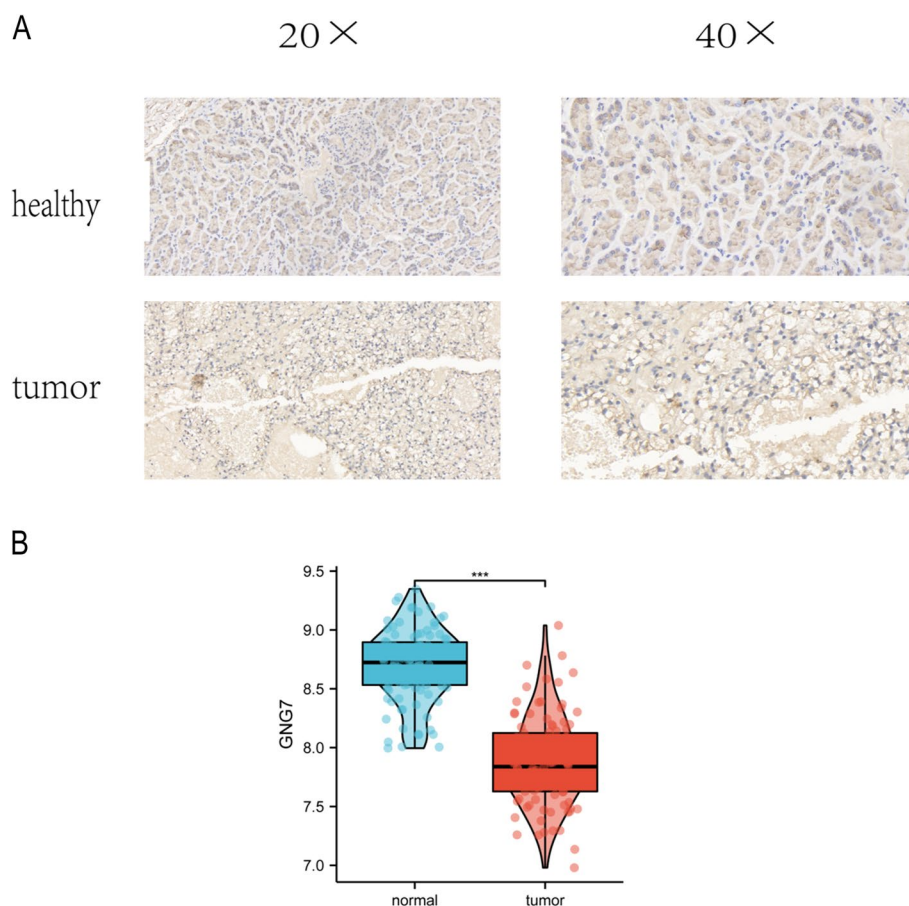 A
20 ×
40 ×
healthy
tumor
B
9.5
9.0
8.5
8.0
7.5
7.0
GNG7
***
normal
tumor